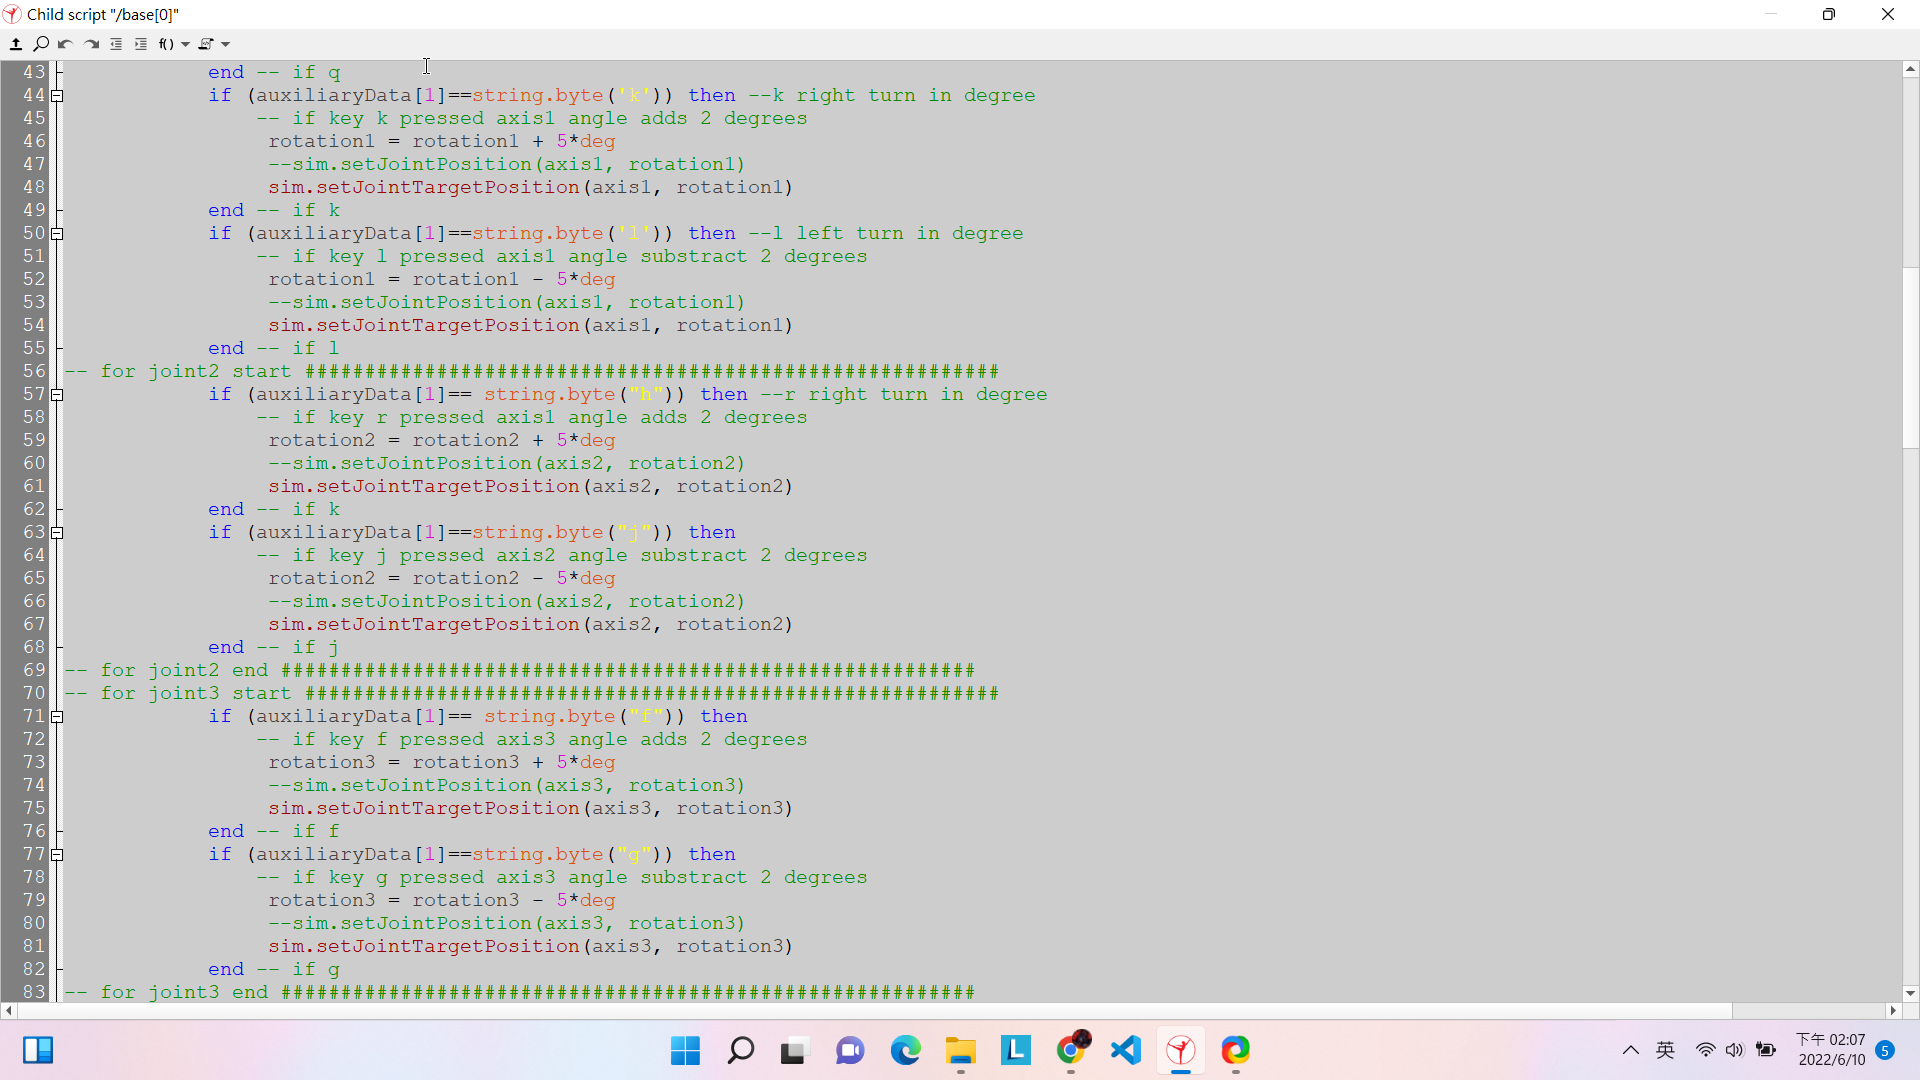 Child script "/base[0]"
f()
43 end -- if q
44 if (auxiliaryData[1]==string.byte('k')) then --k right turn in degree
45 -- if key k pressed axis1 angle adds 2 degrees
46 rotation1 = rotation1 + 5*deg
47 --sim.setJointPosition(axis1, rotation1)
48 sim.setJointTargetPosition(axis1, rotation1)
49 end -- if k
50 if (auxiliaryData[1]==string.byte('l')) then --l left turn in degree
51 -- if key l pressed axis1 angle substract 2 degrees
52 rotation1 = rotation1 - 5*deg
53 --sim.setJointPosition(axis1, rotation1)
54 sim.setJointTargetPosition(axis1, rotation1)
55 end -- if l
56 -- for joint2 start ##########################################################
57 if (auxiliaryData[1]== string.byte("h")) then --r right turn in degree
58 -- if key r pressed axis1 angle adds 2 degrees
59 rotation2 = rotation2 + 5*deg
60 --sim.setJointPosition(axis2, rotation2)
61 sim.setJointTargetPosition(axis2, rotation2)
62 end -- if k
63 if (auxiliaryData[1]==string.byte("j")) then
64 -- if key j pressed axis2 angle substract 2 degrees
65 rotation2 = rotation2 - 5*deg
66 --sim.setJointPosition(axis2, rotation2)
67 sim.setJointTargetPosition(axis2, rotation2)
68 end -- if j
69 -- for joint2 end ##########################################################
70 -- for joint3 start ##########################################################
71 if (auxiliaryData[1]== string.byte("f")) then
72 -- if key f pressed axis3 angle adds 2 degrees
73 rotation3 = rotation3 + 5*deg
74 --sim.setJointPosition(axis3, rotation3)
75 sim.setJointTargetPosition(axis3, rotation3)
76 end -- if f
77 if (auxiliaryData[1]==string.byte("g")) then
78 -- if key g pressed axis3 angle substract 2 degrees
79 rotation3 = rotation3 - 5*deg
80 --sim.setJointPosition(axis3, rotation3)
81 sim.setJointTargetPosition(axis3, rotation3)
82 end -- if g
83 -- for joint3 end ##########################################################
L
英
下午 02:07
2022/6/10
5